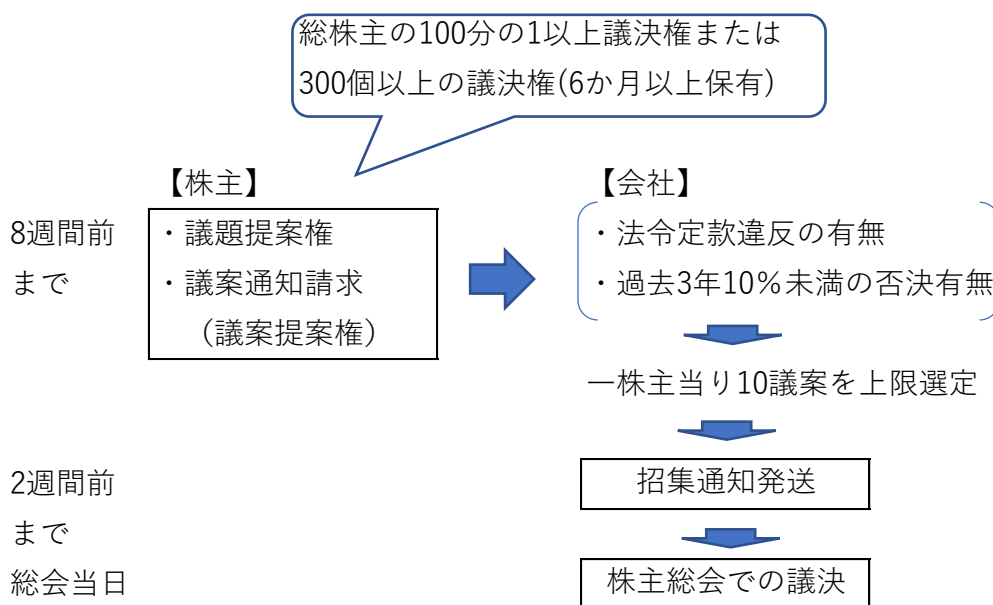 総株主の100分の1以上議決権または
300個以上の議決権(6か月以上保有)
【株主】
【会社】
8週間前
まで
・議題提案権
・議案通知請求
（議案提案権）
・法令定款違反の有無
・過去3年10％未満の否決有無
一株主当り10議案を上限選定
2週間前
まで
招集通知発送
総会当日
株主総会での議決